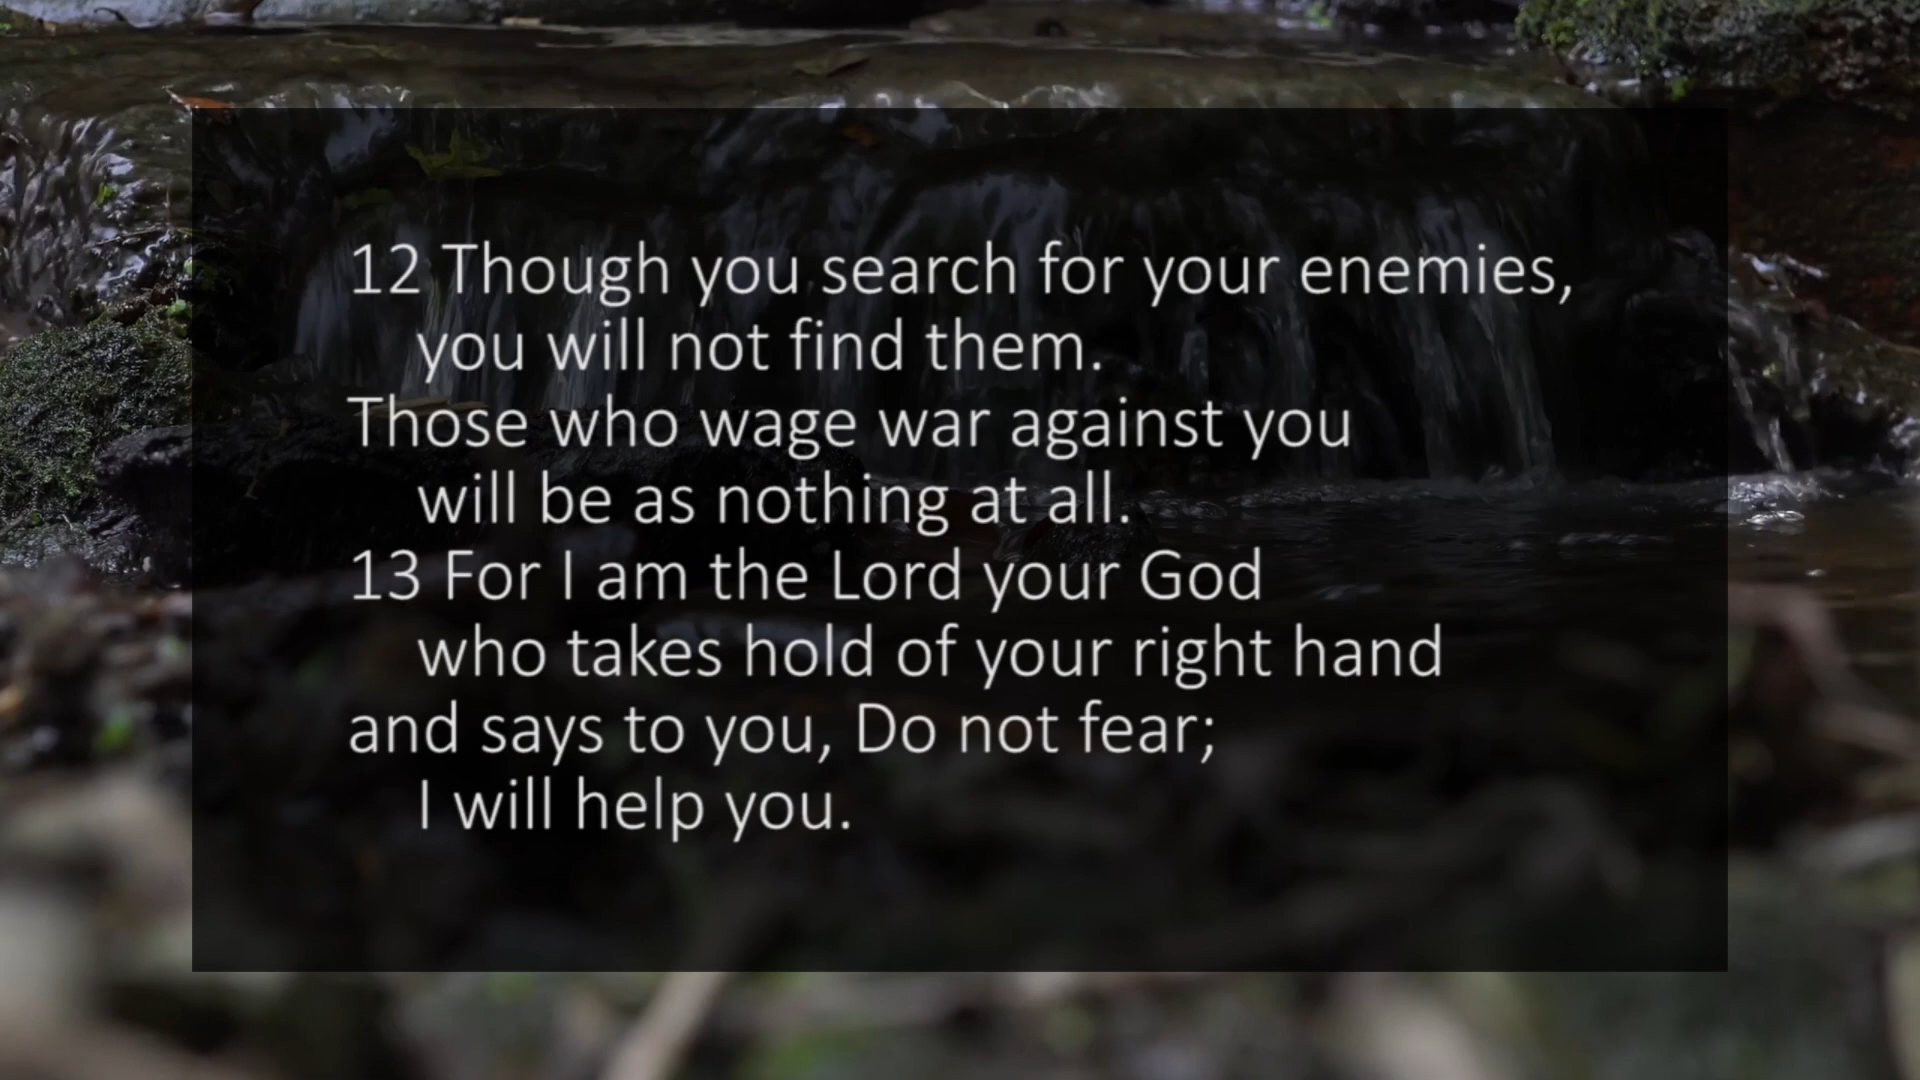 12 Though you search for your enemies,
you will not find them.
Those who wage war against you
will be as nothing at all.
13 For I am the Lord your God
who takes hold of your right hand
and says to you, Do not fear;
I will help you.